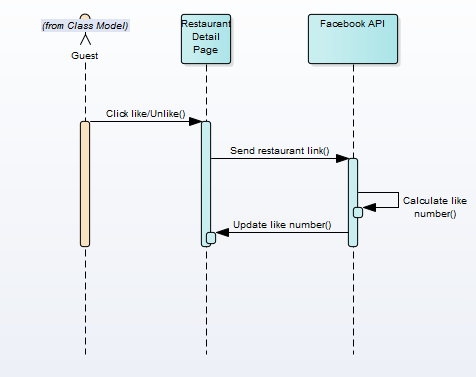 (from Class Model)
Guest
Restaurant
Detail
Page
Facebook API
Click like/Unlike()
Send restaurant link()
Calculate like
number()
Update like number()